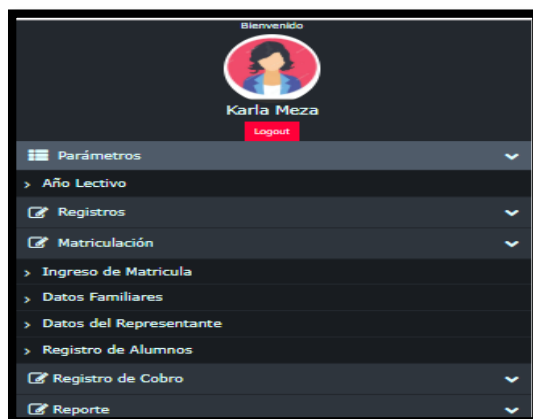 Bienvenido
Karla Meza
Logout
Parámetros
Año Lectivo
Registros
Matriculación
Ingreso de Matricula
Datos Familiares
Datos del Representante
Registro de Alumnos
Registro de Cobro
Reporte